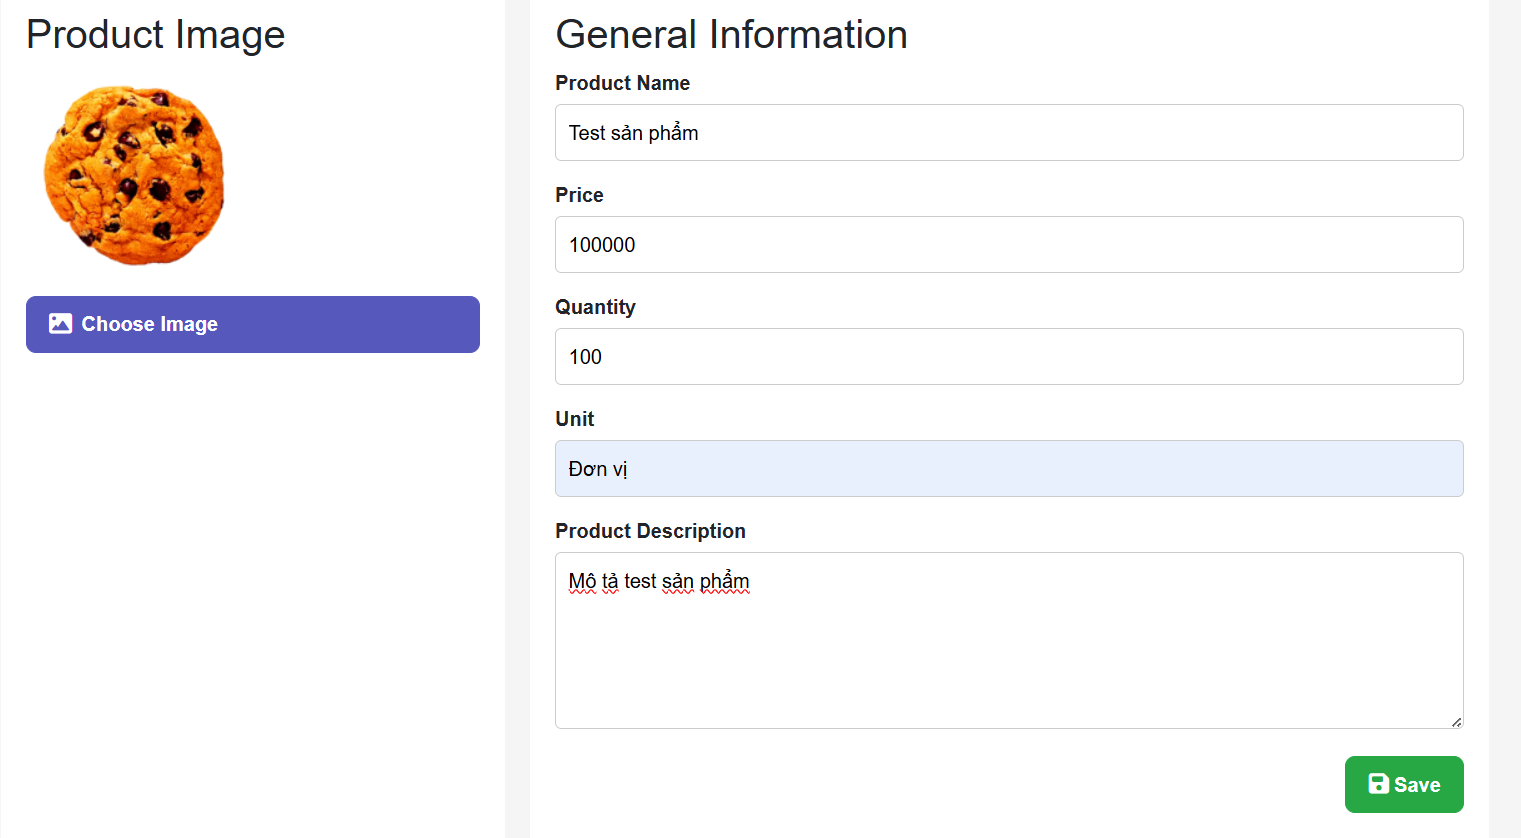 Product Image
Choose Image
General Information
Product Name
Test sản phẩm
Price
100000
Quantity
100
Unit
Đơn vị
Product Description
Mô tả test sản phẩm
Save